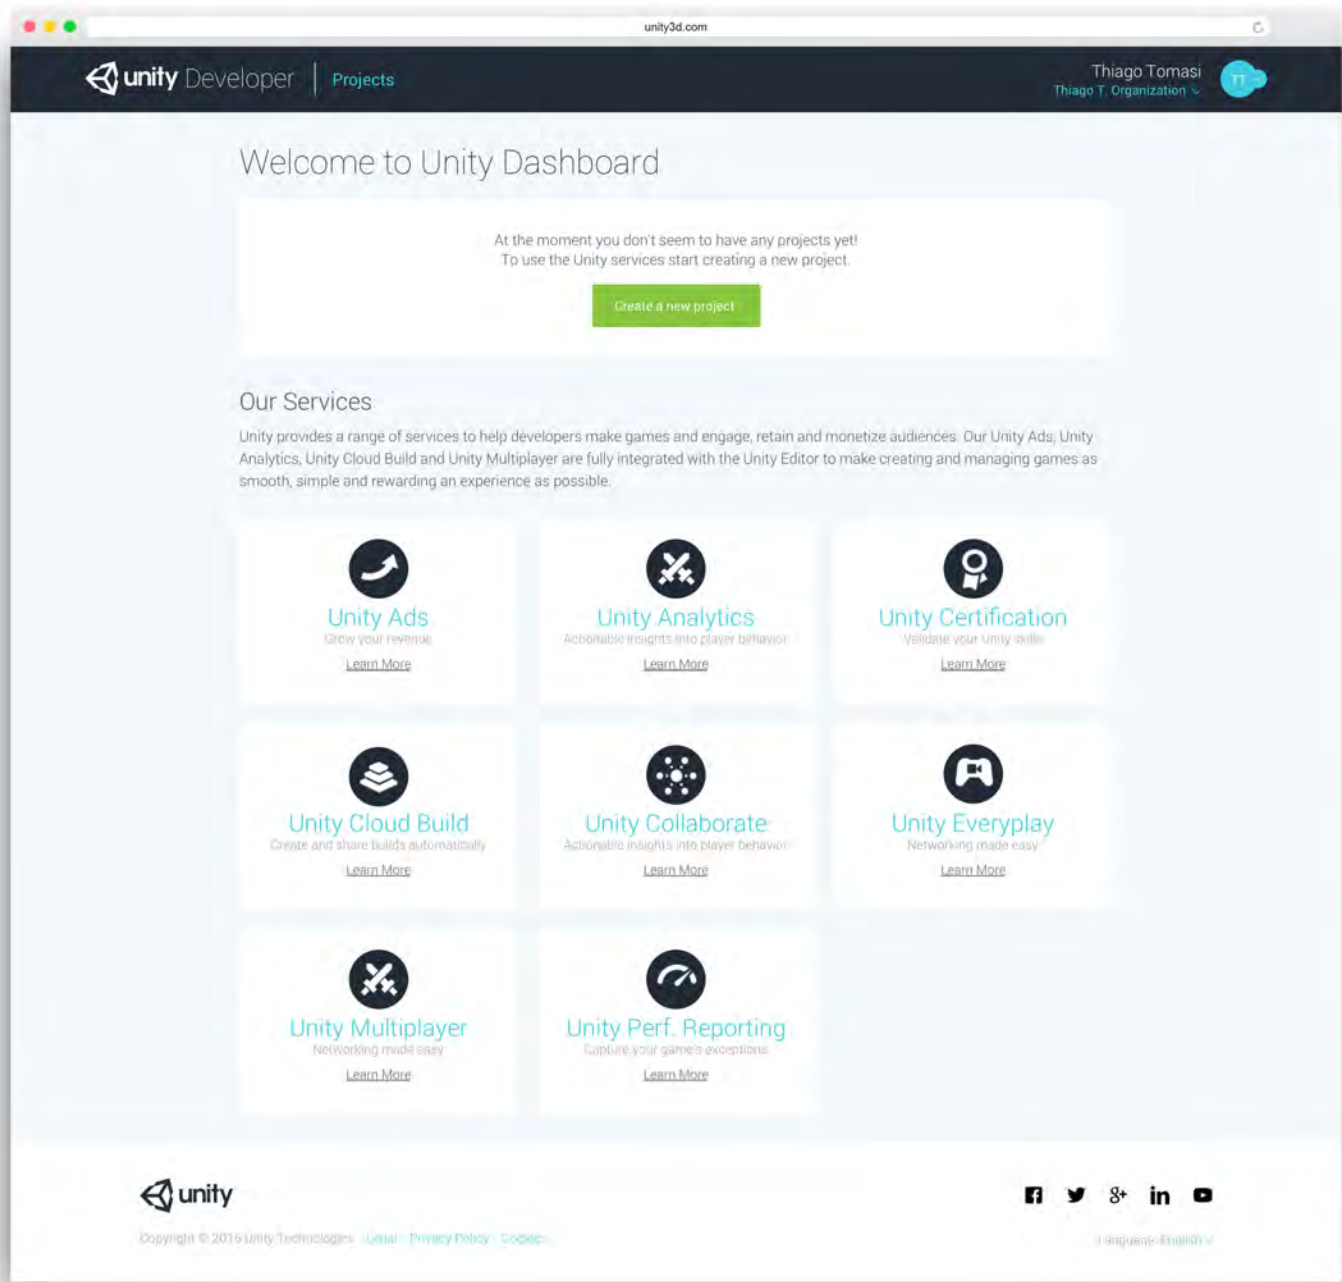 unity3d.com
unity Developer
Projects
Thiago Tomasi
Thiago T. Organization
TT
Welcome to Unity Dashboard
At the moment you don't seem to have any projects yet!
To use the Unity services start creating a new project.
Create a new project
Our Services
Unity provides a range of services to help developers make games and engage, retain and monetize audiences. Our Unity Ads, Unity
Analytics, Unity Cloud Build and Unity Multiplayer are fully integrated with the Unity Editor to make creating and managing games as
smooth, simple and rewarding an experience as possible.
Unity Ads
Grow your revenue
Learn More
Unity Analytics
Actionable insights into player behavior
Learn More
Unity Certification
Validate your Unity skills
Learn More
Unity Cloud Build
Create and share builds automatically
Learn More
Unity Collaborate
Actionable insights into player behavior
Learn More
Unity Everyplay
Networking made easy
Learn More
Unity Multiplayer
Networking made easy
Learn More
Unity Perf. Reporting
Capture your game's exceptions
Learn More
unity
Copyright © 2016 Unity Technologies Legal Privacy Policy Cookies
Language: English